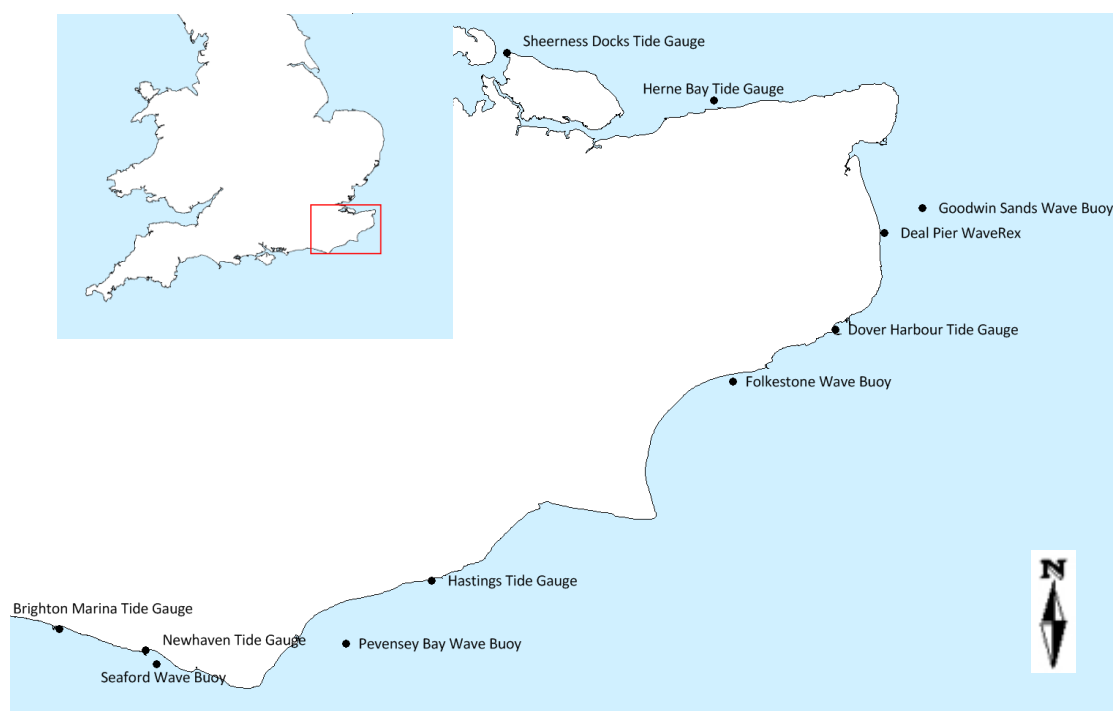 Sheerness Docks Tide Gauge
Herne Bay Tide Gauge
Goodwin Sands Wave Buoy
Deal Pier WaveRex
Dover Harbour Tide Gauge
Folkestone Wave Buoy
Hastings Tide Gauge
Brighton Marina Tide Gauge
Newhaven Tide Gauge
Pevensey Bay Wave Buoy
Seaford Wave Buoy
N